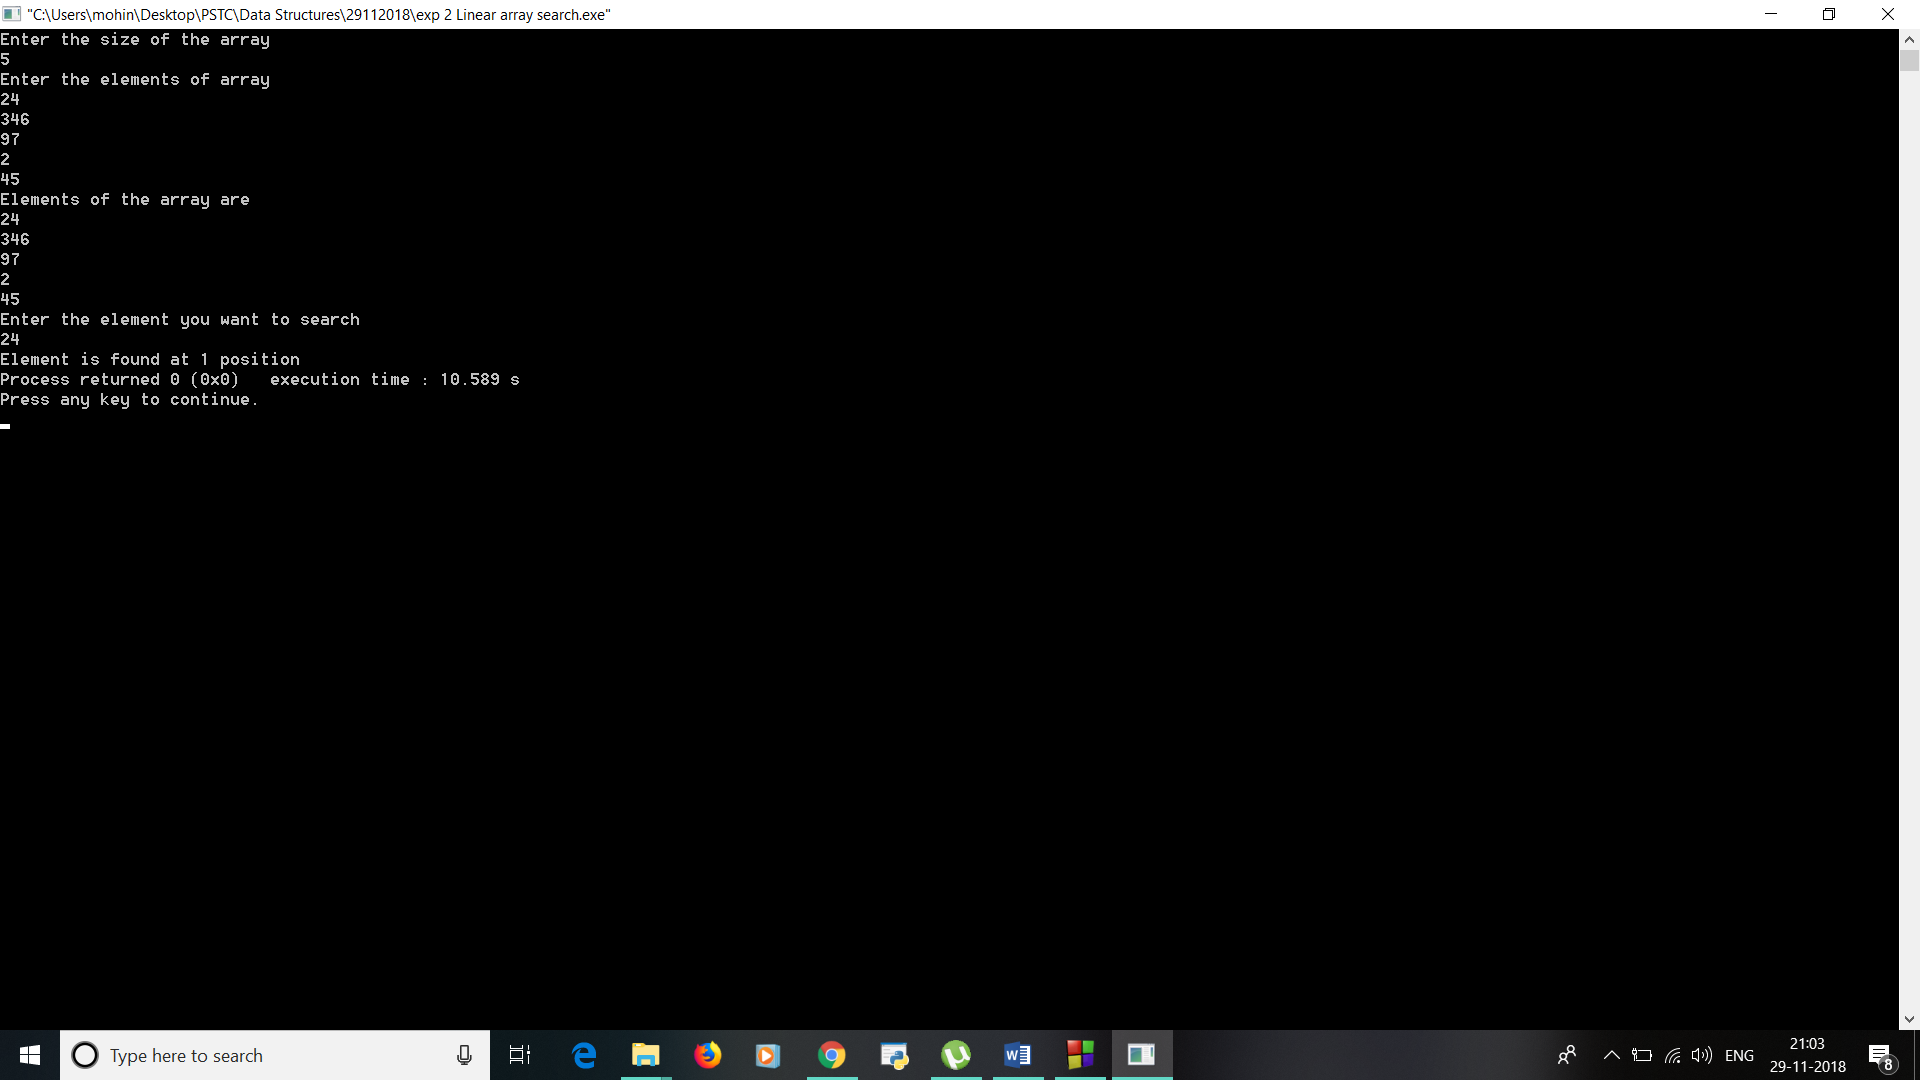 "C:\Users\mohin\Desktop\PSTC\Data Structures\29112018\exp 2 Linear array search.exe"
Enter the size of the array
5
Enter the elements of array
24
346
97
2
45
Elements of the array are
24
346
97
2
45
Enter the element you want to search
24
Element is found at 1 position
Process returned 0 (0x0)   execution time : 10.589 s
Press any key to continue.
Type here to search
ENG
21:03
29-11-2018
8